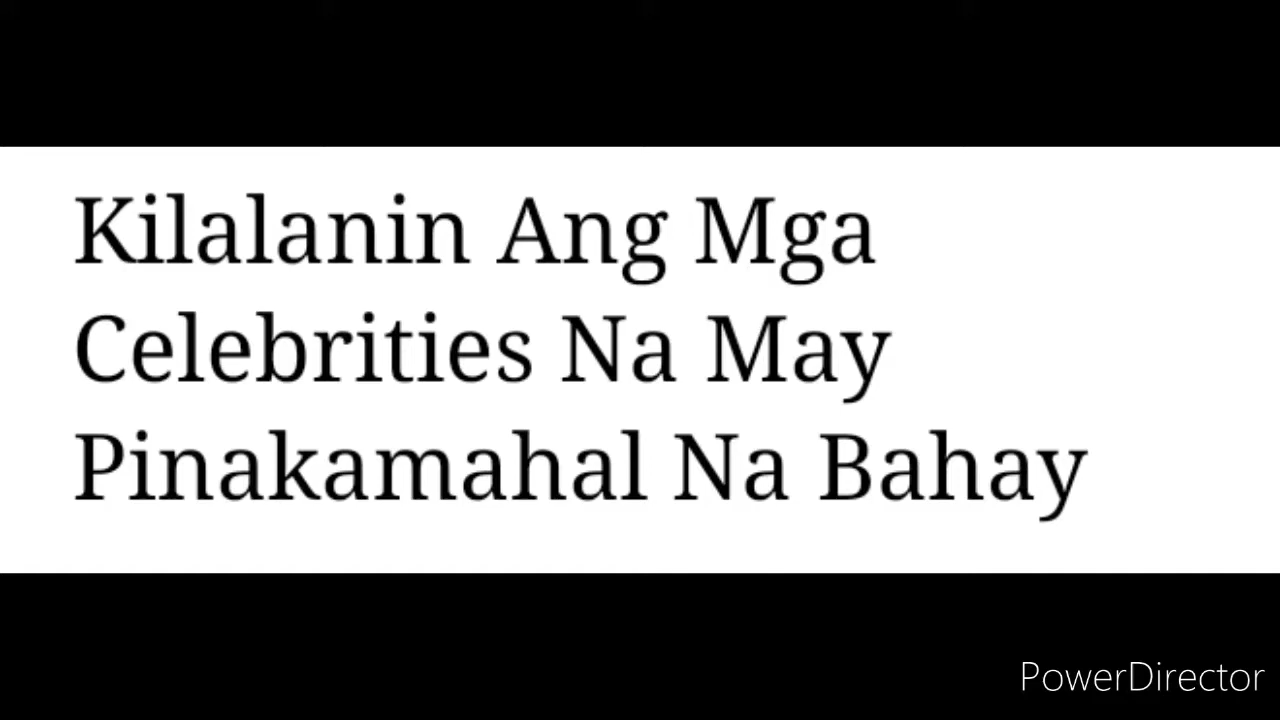 Kilalanin Ang Mga
Celebrities Na May
Pinakamahal Na Bahay
PowerDirector